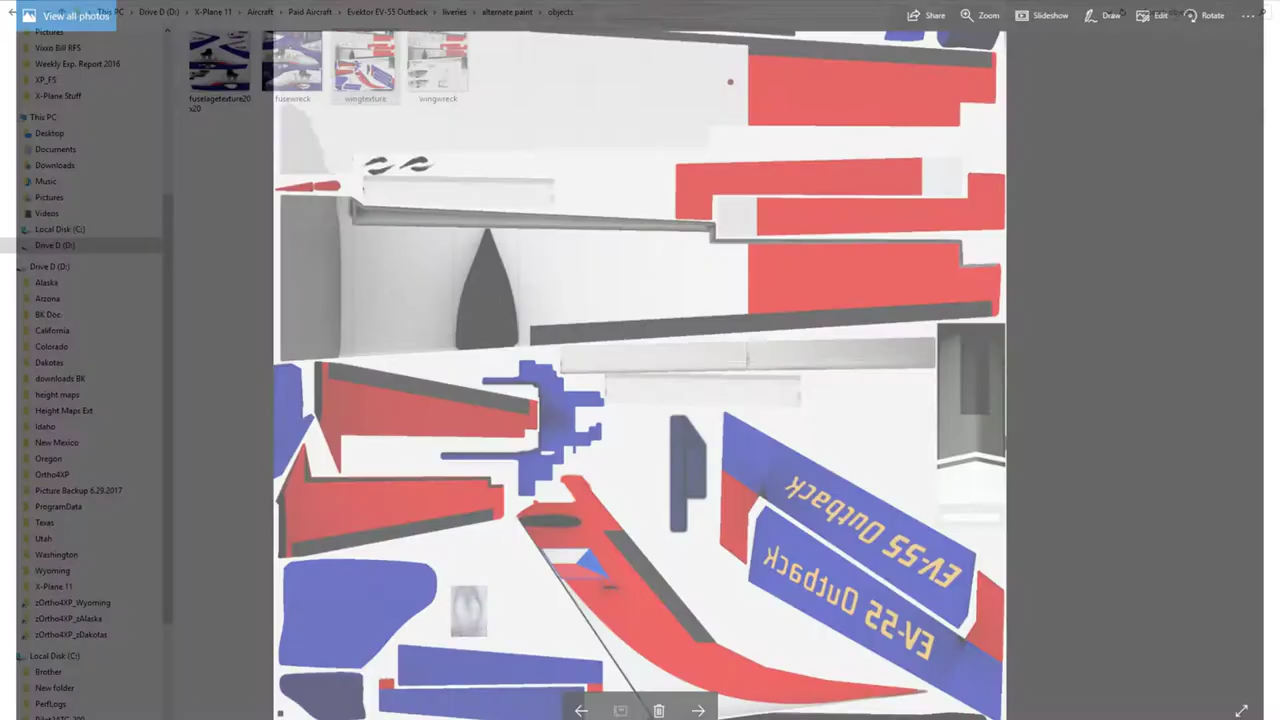 View all photos
This PC > Drive D (D:) > X-Plane 11 > Aircraft > Paid Aircraft > Evektor EV-55 Outback > liveries > alternate paint > objects
Share
Zoom
Slideshow
Draw
Edit
Rotate
Pictures
Vixxo Bill RFS
Weekly Exp. Report 2016
XP_FS
X-Plane Stuff
This PC
Desktop
Documents
Downloads
Music
Pictures
Videos
Local Disk (C:)
Drive D (D:)
Drive D (D:)
Alaska
Arzona
BK Doc
California
Colorado
Dakotas
downloads BK
height maps
Height Maps Ext
Idaho
New Mexico
Oregon
Ortho4XP
Picture Backup 6.29.2017
ProgramData
Texas
Utah
Washington
Wyoming
X-Plane 11
zOrtho4XP_Wyoming
zOrtho4XP_zAlaska
zOrtho4XP_zDakotas
Local Disk (C:)
Brother
New folder
PerfLogs
fuselagetexture20
x20
fusewreck
wingtexture
wingwreck
EV-55 Outback
EV-55 Outback